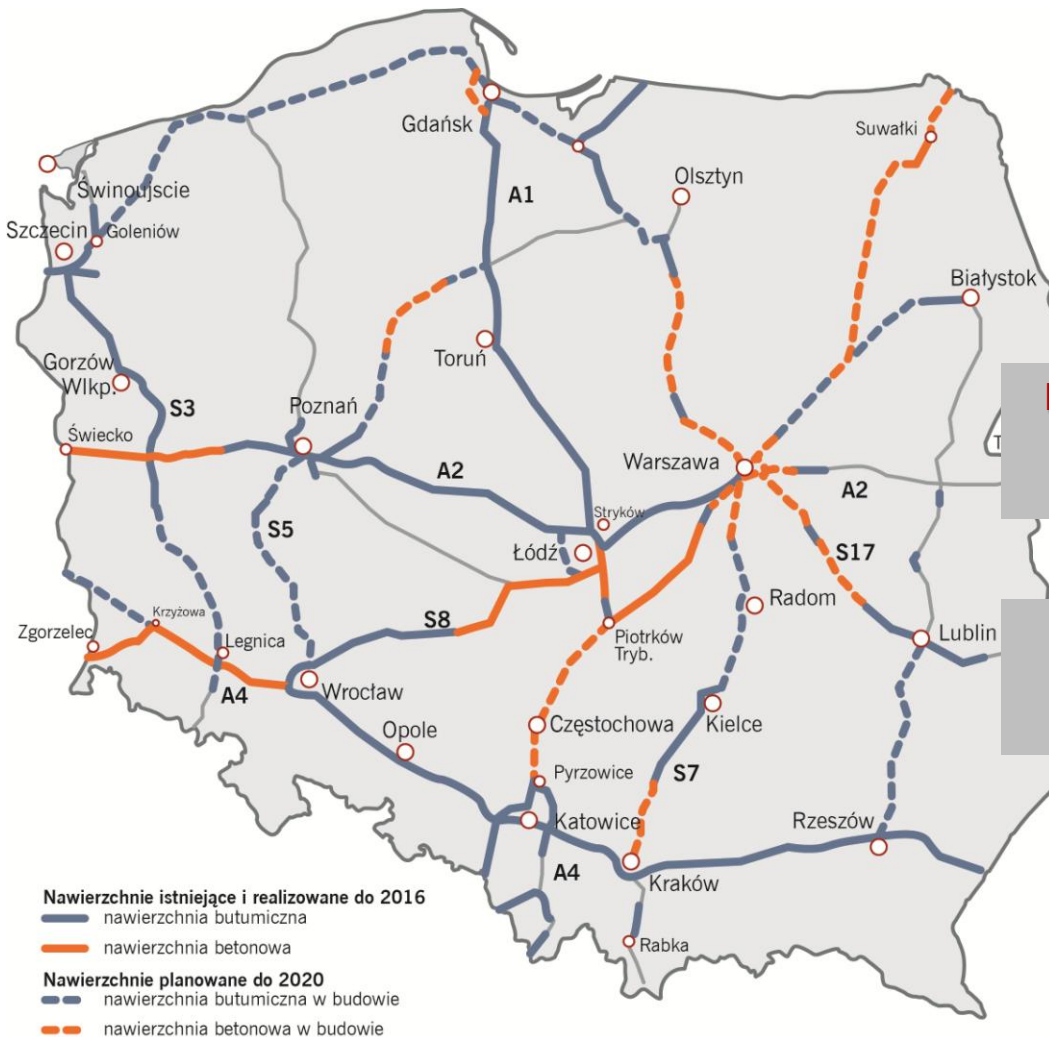 Gdańsk
Suwałki
Olsztyn
A1
Świnoujscie
Szczecin
Goleniów
Białystok
Toruń
Gorzów
Wlkp.
S3
Poznań
Świecko
Warszawa
A2
A2
Stryków
S5
Łódź
S17
Radom
Krzyżowa
Zgorzelec
Legnica
S8
Piotrków
Tryb.
Lublin
A4
Wrocław
Częstochowa
Kielce
Opole
Pyrzowice
S7
Katowice
Rzeszów
A4
Kraków
Rabka
Nawierzchnie istniejące i realizowane do 2016
nawierzchnia butumiczna
nawierzchnia betonowa
Nawierzchnie planowane do 2020
nawierzchnia butumiczna w budowie
nawierzchnia betonowa w budowie